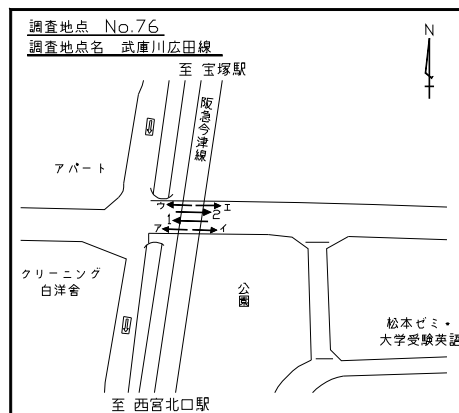 調査地点 No.76
調査地点名 武庫川広田線
至 宝塚駅
N
阪急今津線
アパート
ウ
エ
2
1
ア
イ
クリーニング
白洋舎
公園
松本ゼミ・
大学受験英語
至 西宮北口駅